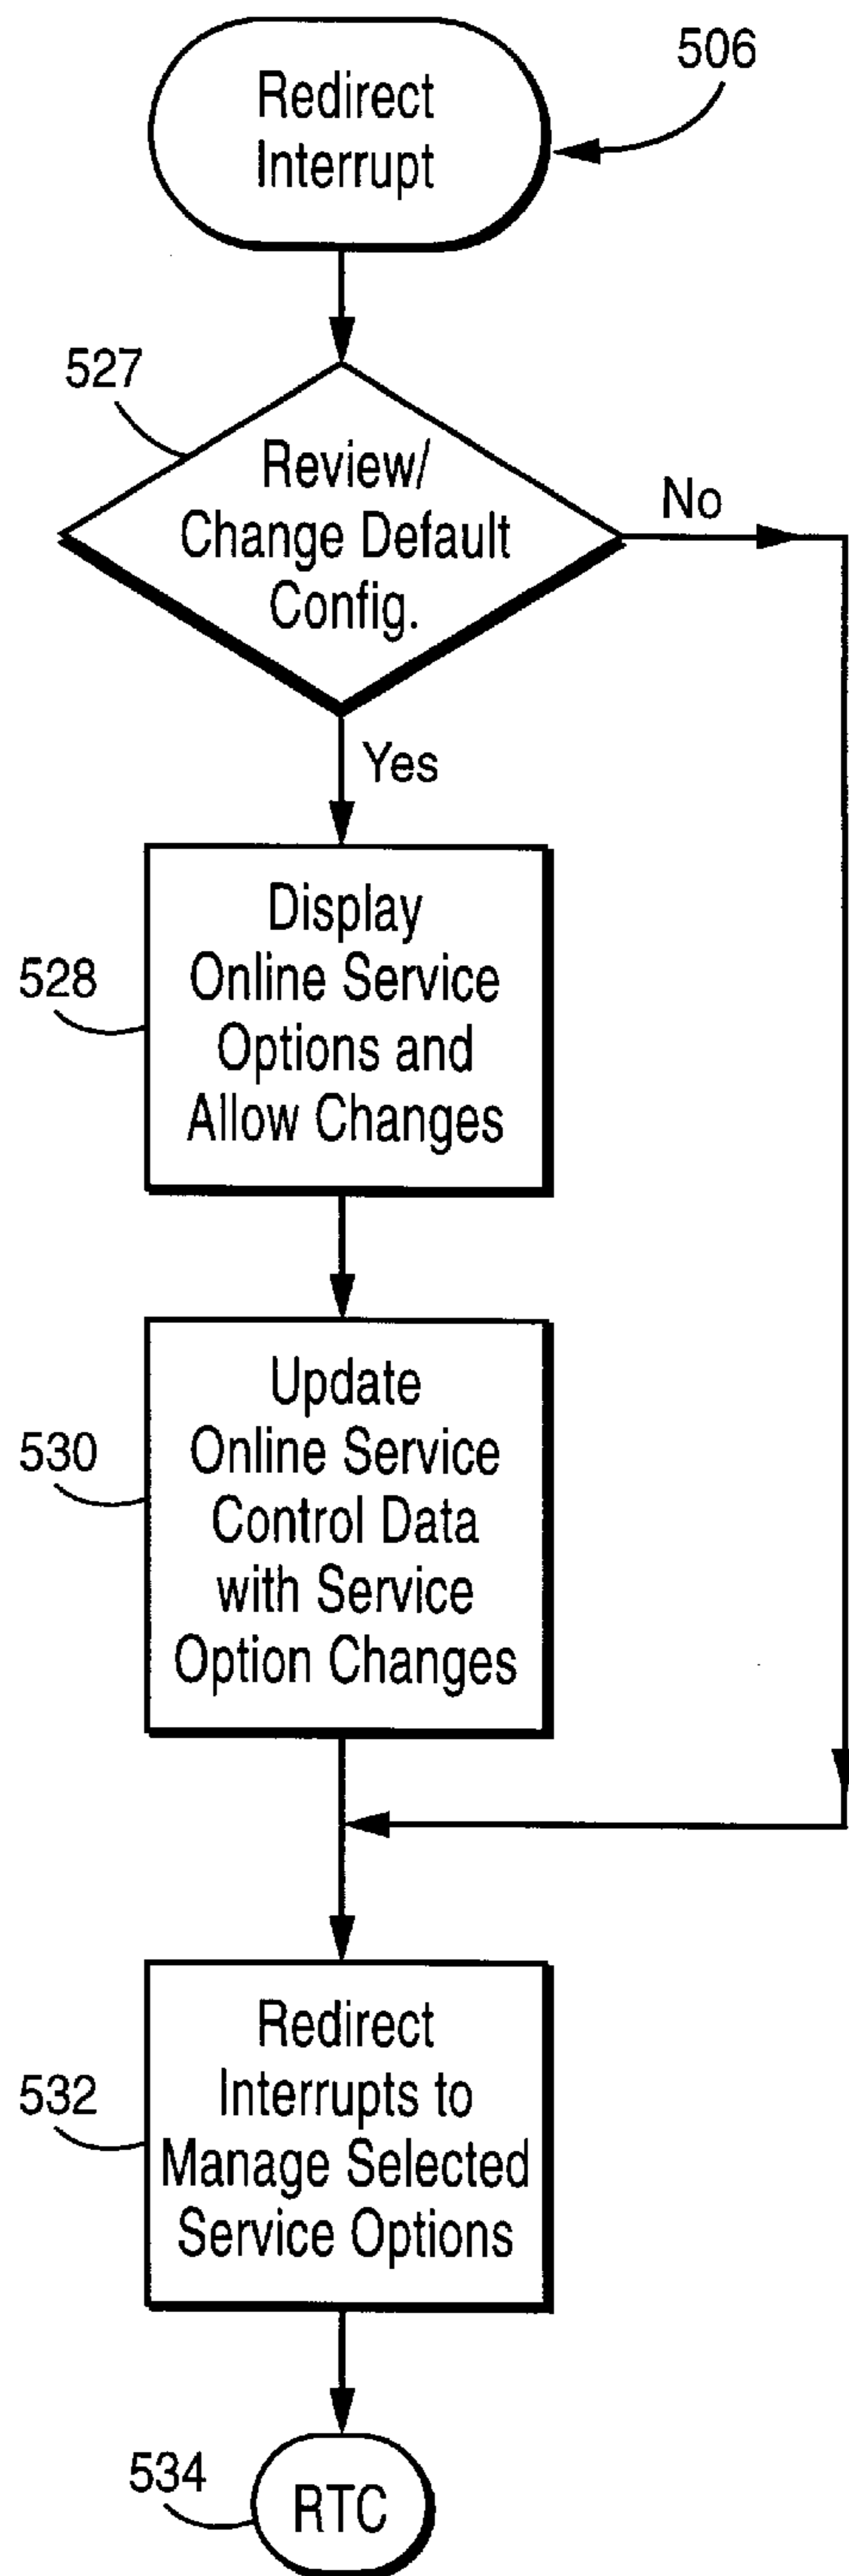 506
Redirect
Interrupt
527
Review/
Change Default
Config.
No
Yes
528
Display
Online Service
Options and
Allow Changes
530
Update
Online Service
Control Data
with Service
Option Changes
532
Redirect
Interrupts to
Manage Selected
Service Options
534
RTC